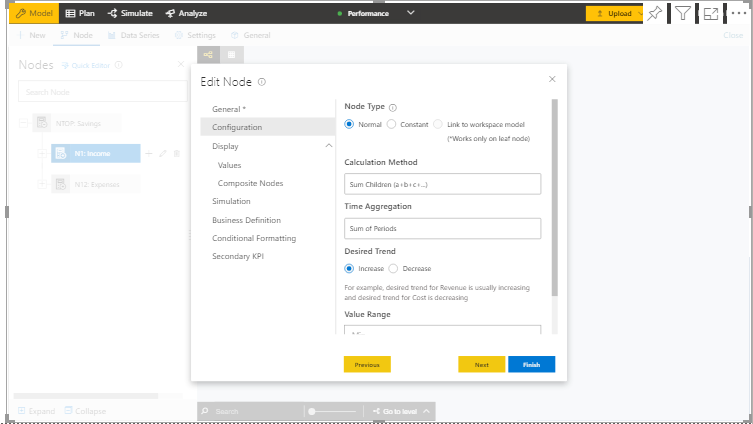 Model Plan Simulate Analyze Performance Upload
New Node Data Series Settings General Close
Nodes Quick Editor
Search Node
NTOP: Savings
N1: Income
N12: Expenses
Expand Collapse
Search Go to level
Edit Node
General *
Configuration
Display
Values
Composite Nodes
Simulation
Business Definition
Conditional Formatting
Secondary KPI
Node Type
Normal Constant Link to workspace model
(*Works only on leaf node)
Calculation Method
Sum Children (a+b+c+...)
Time Aggregation
Sum of Periods
Desired Trend
Increase Decrease
For example, desired trend for Revenue is usually increasing
and desired trend for Cost is decreasing
Value Range
Previous Next Finish